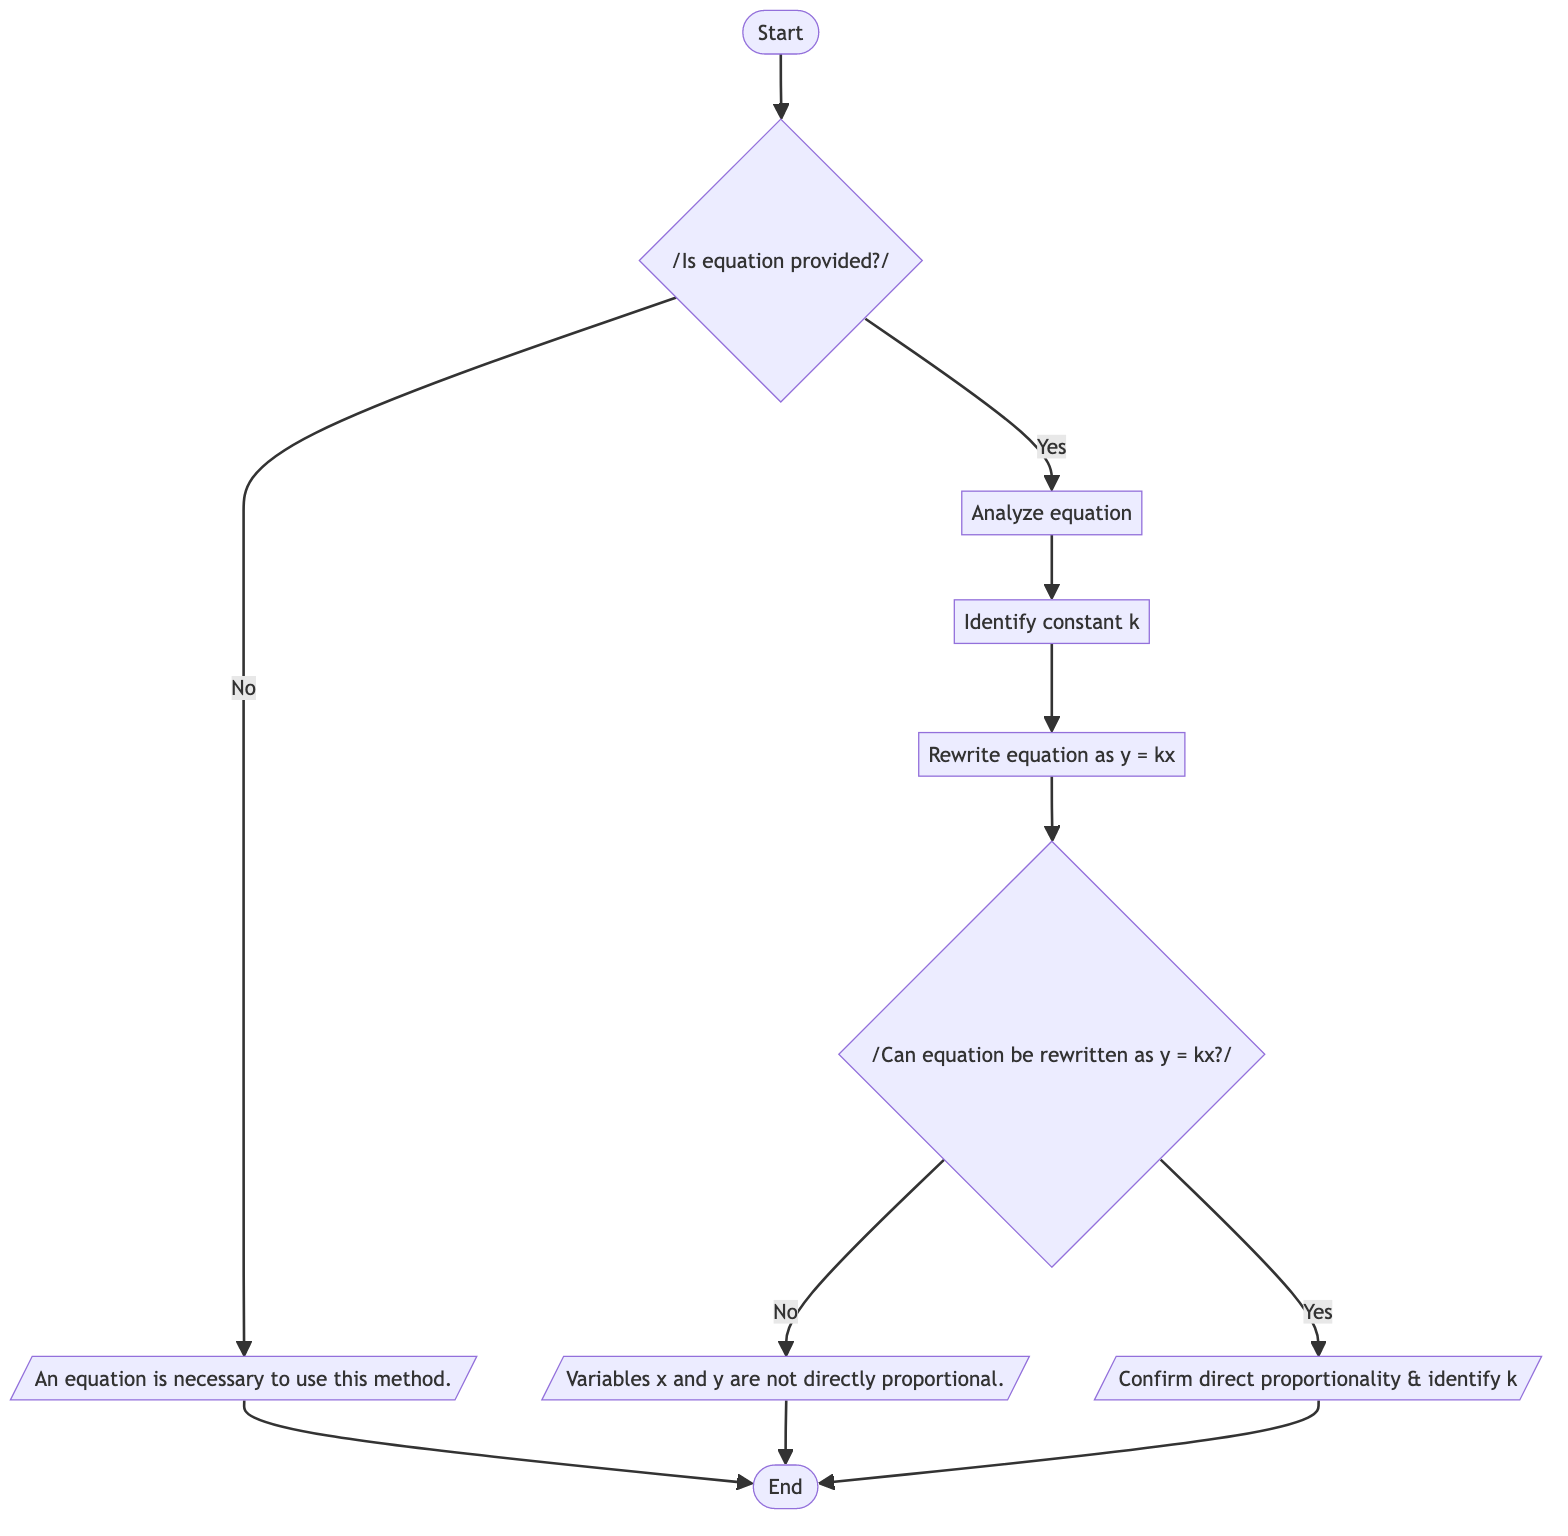 Start
/Is equation provided?/
Yes
Analyze equation
Identify constant k
No
Rewrite equation as y = kx
/Can equation be rewritten as y = kx?/
No
Yes
An equation is necessary to use this method.
Variables x and y are not directly proportional.
Confirm direct proportionality & identify k
End